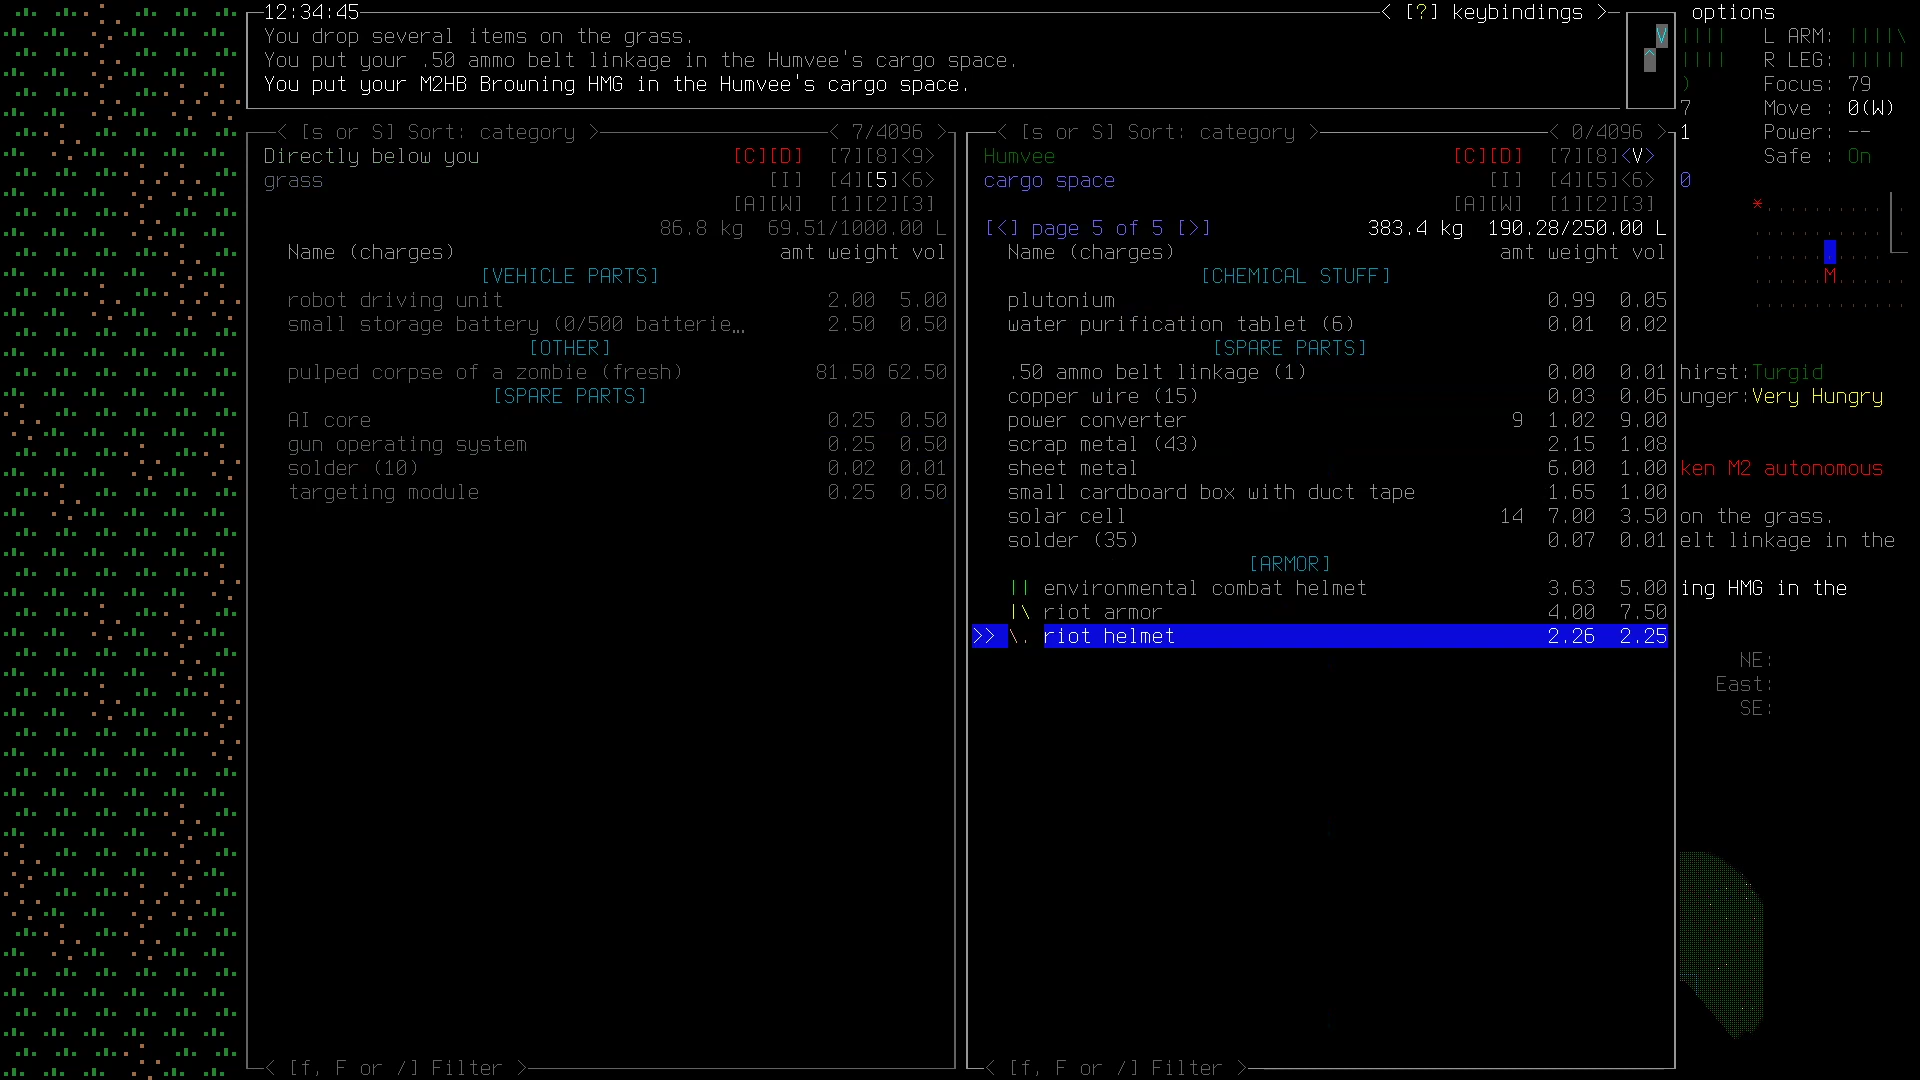 12:34:45 < [?] keybindings > options
You drop several items on the grass.
You put your .50 ammo belt linkage in the Humvee's cargo space.
You put your M2HB Browning HMG in the Humvee's cargo space.
V
^
L ARM: ||||\
R LEG: |||||
) Focus: 79
7 Move : 0(W)
1 Power: --
Safe : On
0
< [s or S] Sort: category > < 7/4096 >
Directly below you [C][D] [7][8]<9>
grass [I] [4][5]<6>
[A][W] [1][2][3]
86.8 kg 69.51/1000.00 L
Name (charges) amt weight vol
[VEHICLE PARTS]
robot driving unit 2.00 5.00
small storage battery (0/500 batterie… 2.50 0.50
[OTHER]
pulped corpse of a zombie (fresh) 81.50 62.50
[SPARE PARTS]
AI core 0.25 0.50
gun operating system 0.25 0.50
solder (10) 0.02 0.01
targeting module 0.25 0.50
< [f, F or /] Filter >
< [s or S] Sort: category > < 0/4096 >
Humvee [C][D] [7][8]<V>
cargo space [I] [4][5]<6>
[A][W] [1][2][3]
[<] page 5 of 5 [>] 383.4 kg 190.28/250.00 L
Name (charges) amt weight vol
[CHEMICAL STUFF]
plutonium 0.99 0.05
water purification tablet (6) 0.01 0.02
[SPARE PARTS]
.50 ammo belt linkage (1) 0.00 0.01
copper wire (15) 0.03 0.06
power converter 9 1.02 9.00
scrap metal (43) 2.15 1.08
sheet metal 6.00 1.00
small cardboard box with duct tape 1.65 1.00
solar cell 14 7.00 3.50
solder (35) 0.07 0.01
[ARMOR]
|| environmental combat helmet 3.63 5.00
|\ riot armor 4.00 7.50
>> \. riot helmet 2.26 2.25
< [f, F or /] Filter >
*
M
hirst:Turgid
unger:Very Hungry
ken M2 autonomous
on the grass.
elt linkage in the
ing HMG in the
NE:
East:
SE: